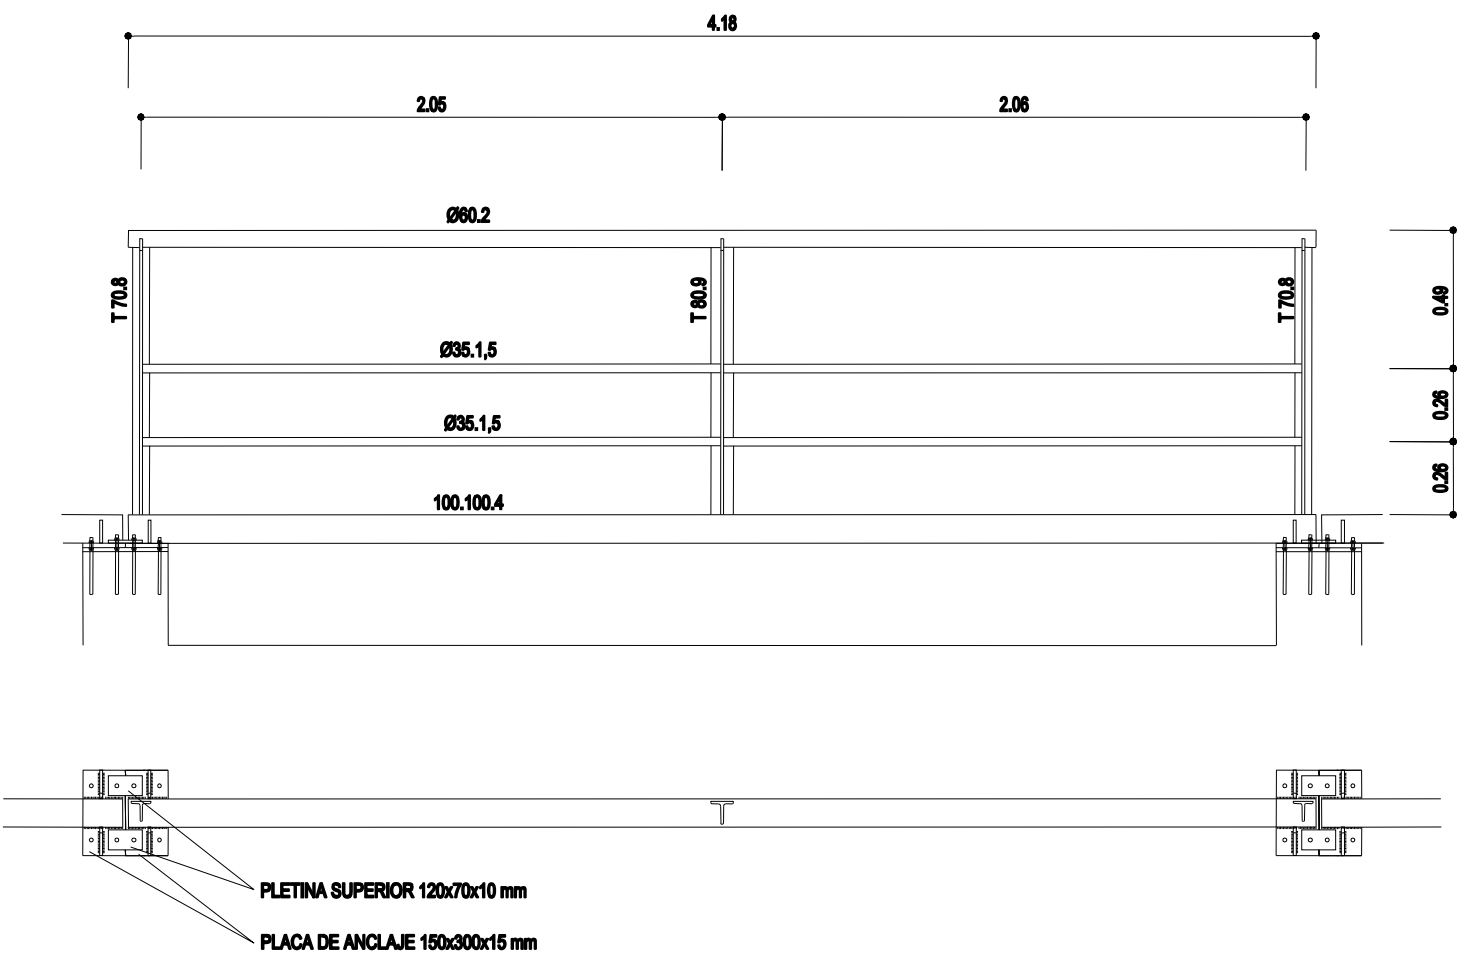 4.18
2.05
2.06
Ø60.2
T 70.8
T 80.9
T 70.8
0.49
Ø35.1,5
0.26
Ø35.1,5
0.26
100.100.4
PLETINA SUPERIOR 120x70x10 mm
PLACA DE ANCLAJE 150x300x15 mm